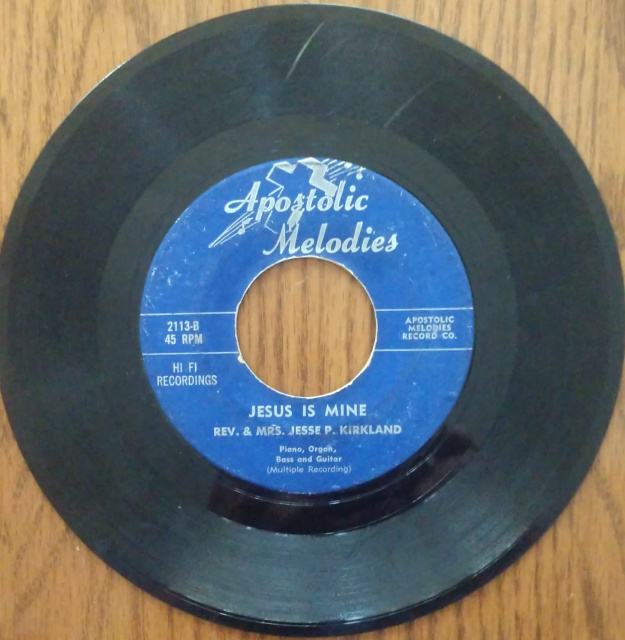 Apostolic
Melodies
2113-B
45 RPM
APOSTOLIC
MELODIES
RECORD CO.
HI FI
RECORDINGS
JESUS IS MINE
REV. & MRS. JESSE P. KIRKLAND
Piano, Organ,
Bass and Guitar
(Multiple Recording)